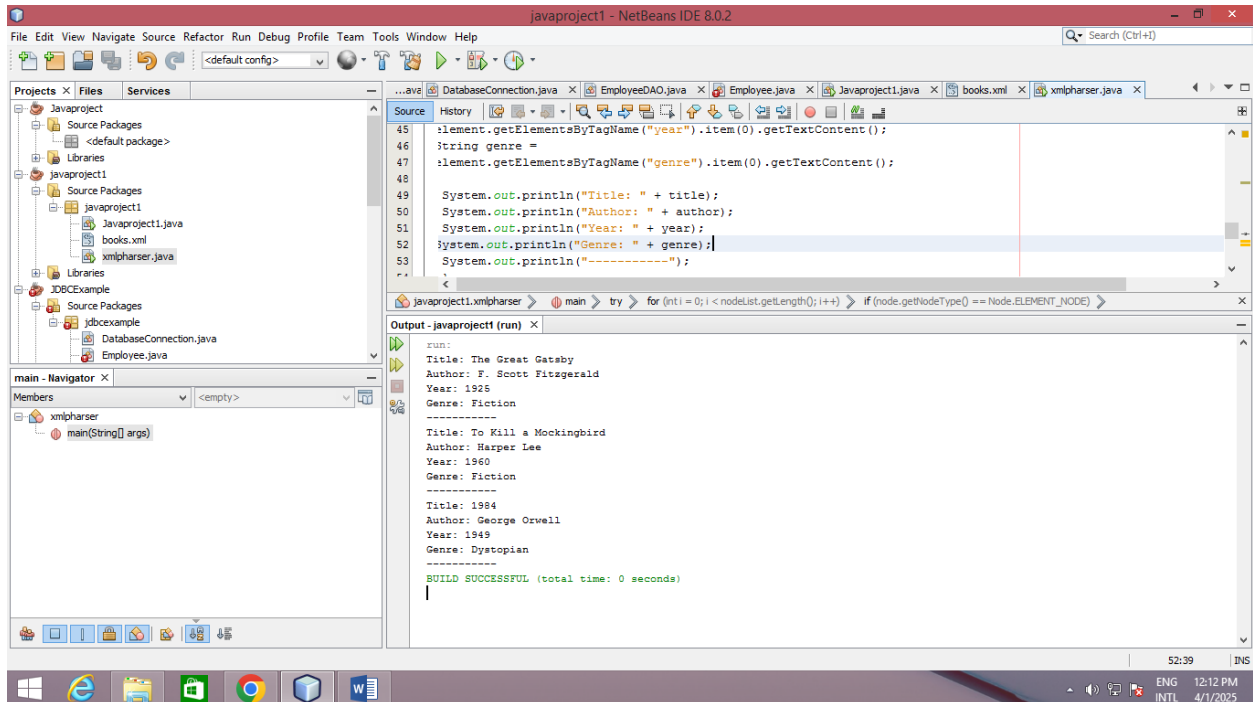 javaproject1 - NetBeans IDE 8.0.2
File Edit View Navigate Source Refactor Run Debug Profile Team Tools Window Help
Search (Ctrl+I)
<default config>
Projects Files Services
Javaproject
Source Packages
<default package>
Libraries
javaproject1
Source Packages
javaproject1
Javaproject1.java
books.xml
xmlpharser.java
Libraries
JDBCExample
Source Packages
jdbcexample
DatabaseConnection.java
Employee.java
main - Navigator
Members <empty>
xmlpharser
main(String[] args)
...ava DatabaseConnection.java EmployeeDAO.java Employee.java Javaproject1.java books.xml xmlpharser.java
Source History
45 element.getElementsByTagName("year").item(0).getTextContent();
46 String genre =
47 element.getElementsByTagName("genre").item(0).getTextContent();
48
49 System.out.println("Title: " + title);
50 System.out.println("Author: " + author);
51 System.out.println("Year: " + year);
52 System.out.println("Genre: " + genre);
53 System.out.println("-----------");
javaproject1.xmlpharser main try for (int i = 0; i < nodeList.getLength(); i++) if (node.getNodeType() == Node.ELEMENT_NODE)
Output - javaproject1 (run)
run:
Title: The Great Gatsby
Author: F. Scott Fitzgerald
Year: 1925
Genre: Fiction
-----------
Title: To Kill a Mockingbird
Author: Harper Lee
Year: 1960
Genre: Fiction
-----------
Title: 1984
Author: George Orwell
Year: 1949
Genre: Dystopian
-----------
BUILD SUCCESSFUL (total time: 0 seconds)
52:39 INS
ENG 12:12 PM
INTL 4/1/2025